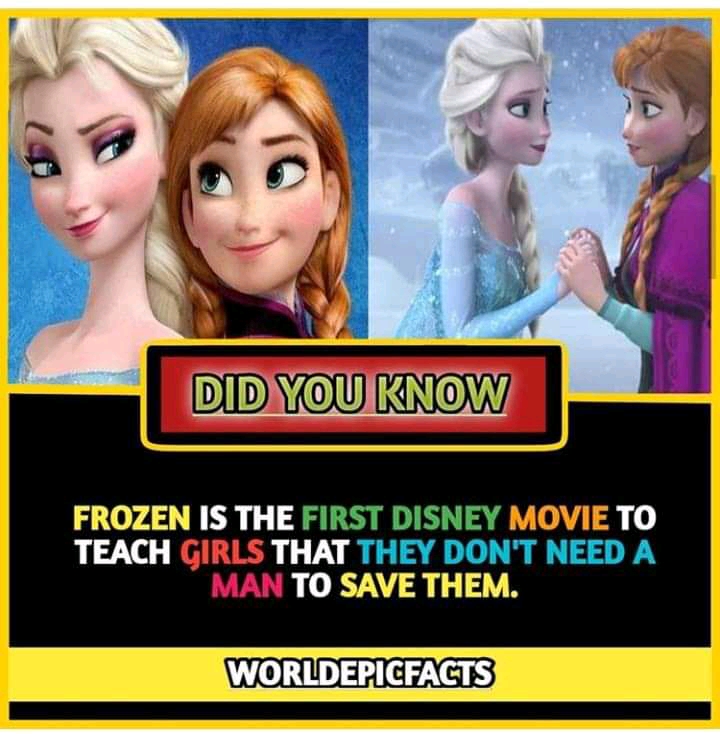 DID YOU KNOW
FROZEN IS THE FIRST DISNEY MOVIE TO
TEACH GIRLS THAT THEY DON'T NEED A
MAN TO SAVE THEM.
WORLDEPICFACTS